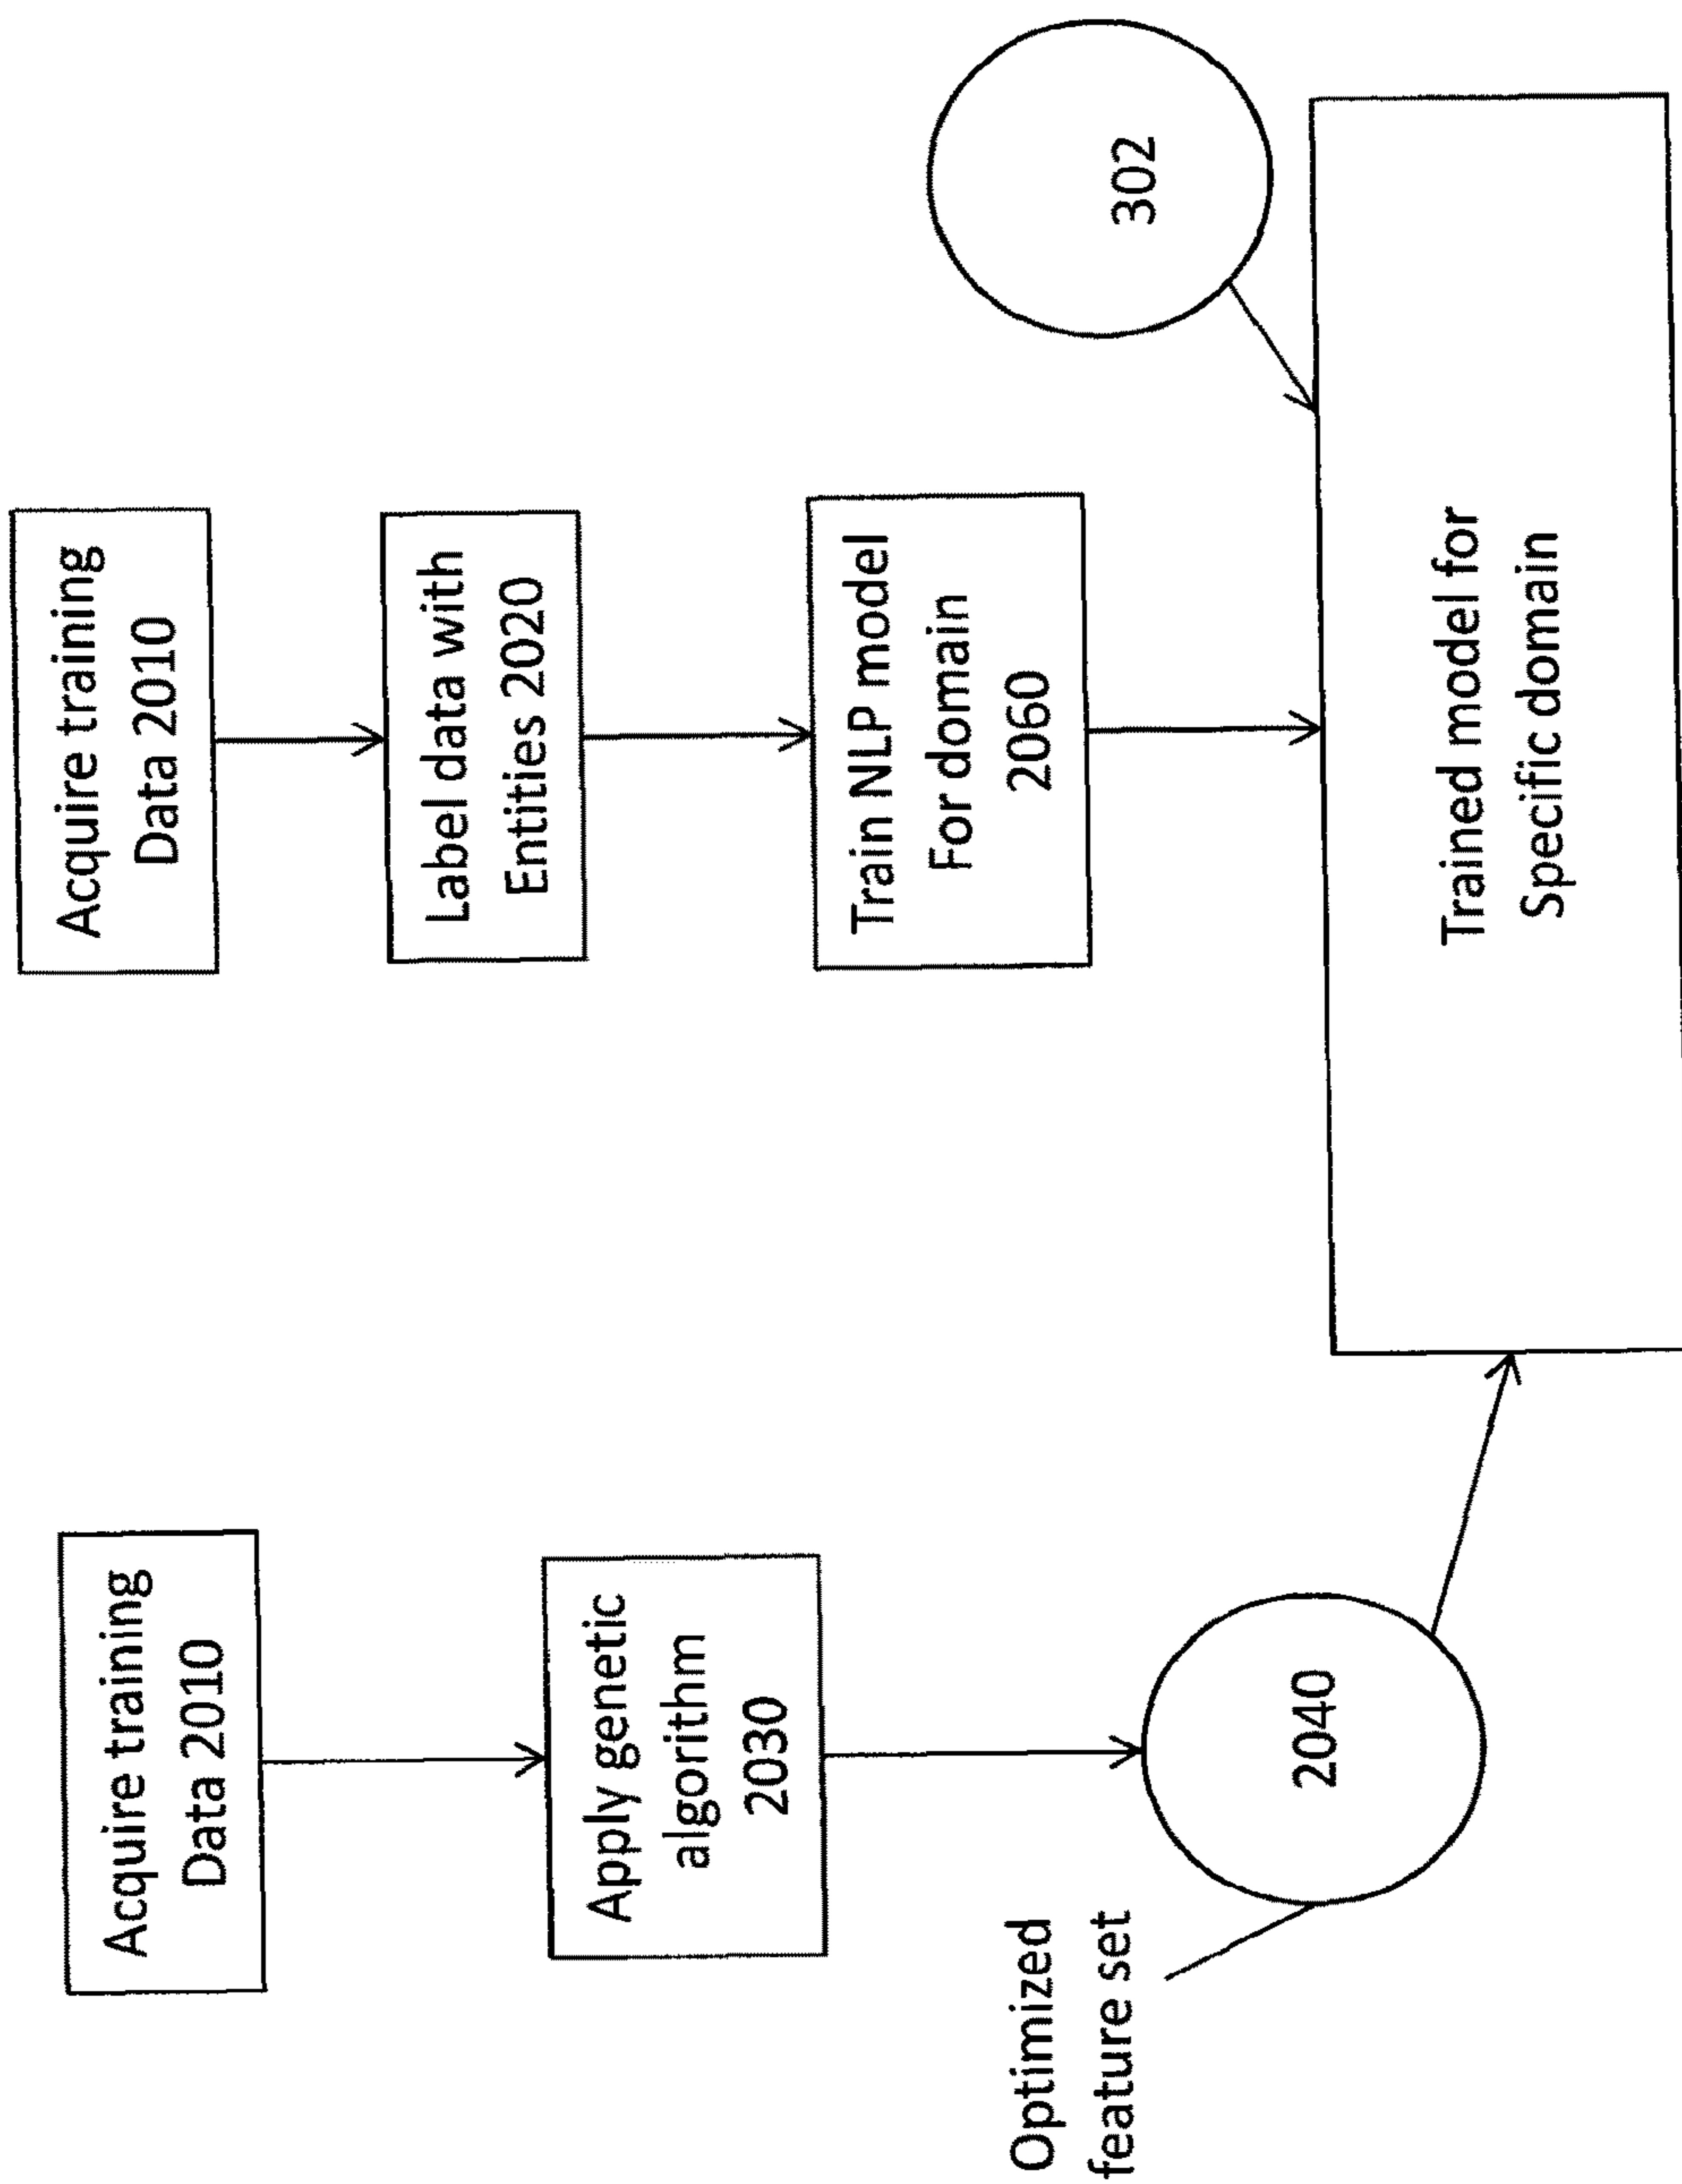 Acquire training
Data 2010
Apply genetic
algorithm
2030
Optimized
feature set
2040
Acquire training
Data 2010
Label data with
Entities 2020
Train NLP model
For domain
2060
302
Trained model for
Specific domain